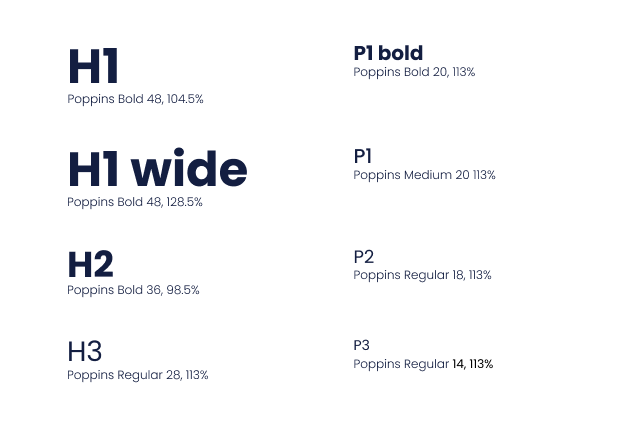 H1
Poppins Bold 48, 104.5%
H1 wide
Poppins Bold 48, 128.5%
H2
Poppins Bold 36, 98.5%
H3
Poppins Regular 28, 113%
P1 bold
Poppins Bold 20, 113%
P1
Poppins Medium 20 113%
P2
Poppins Regular 18, 113%
P3
Poppins Regular 14, 113%